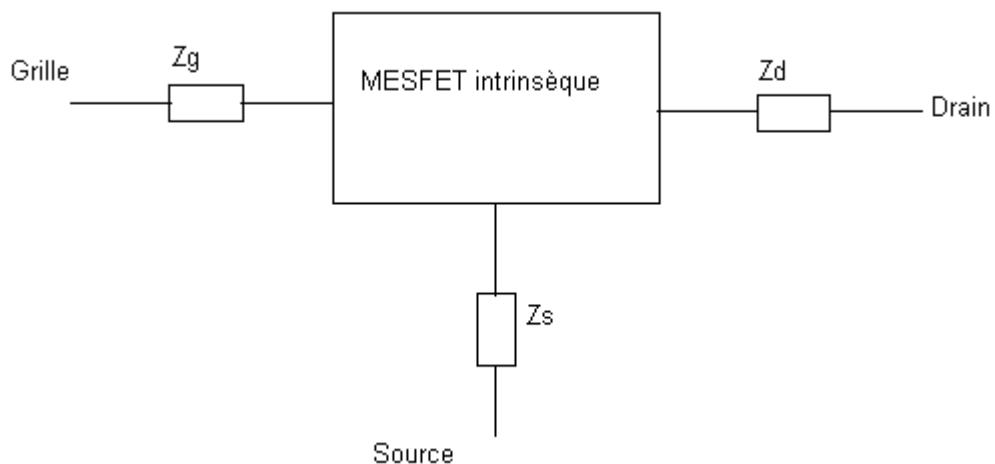 Grille
Zg
MESFET intrinsèque
Zd
Drain
Zs
Source